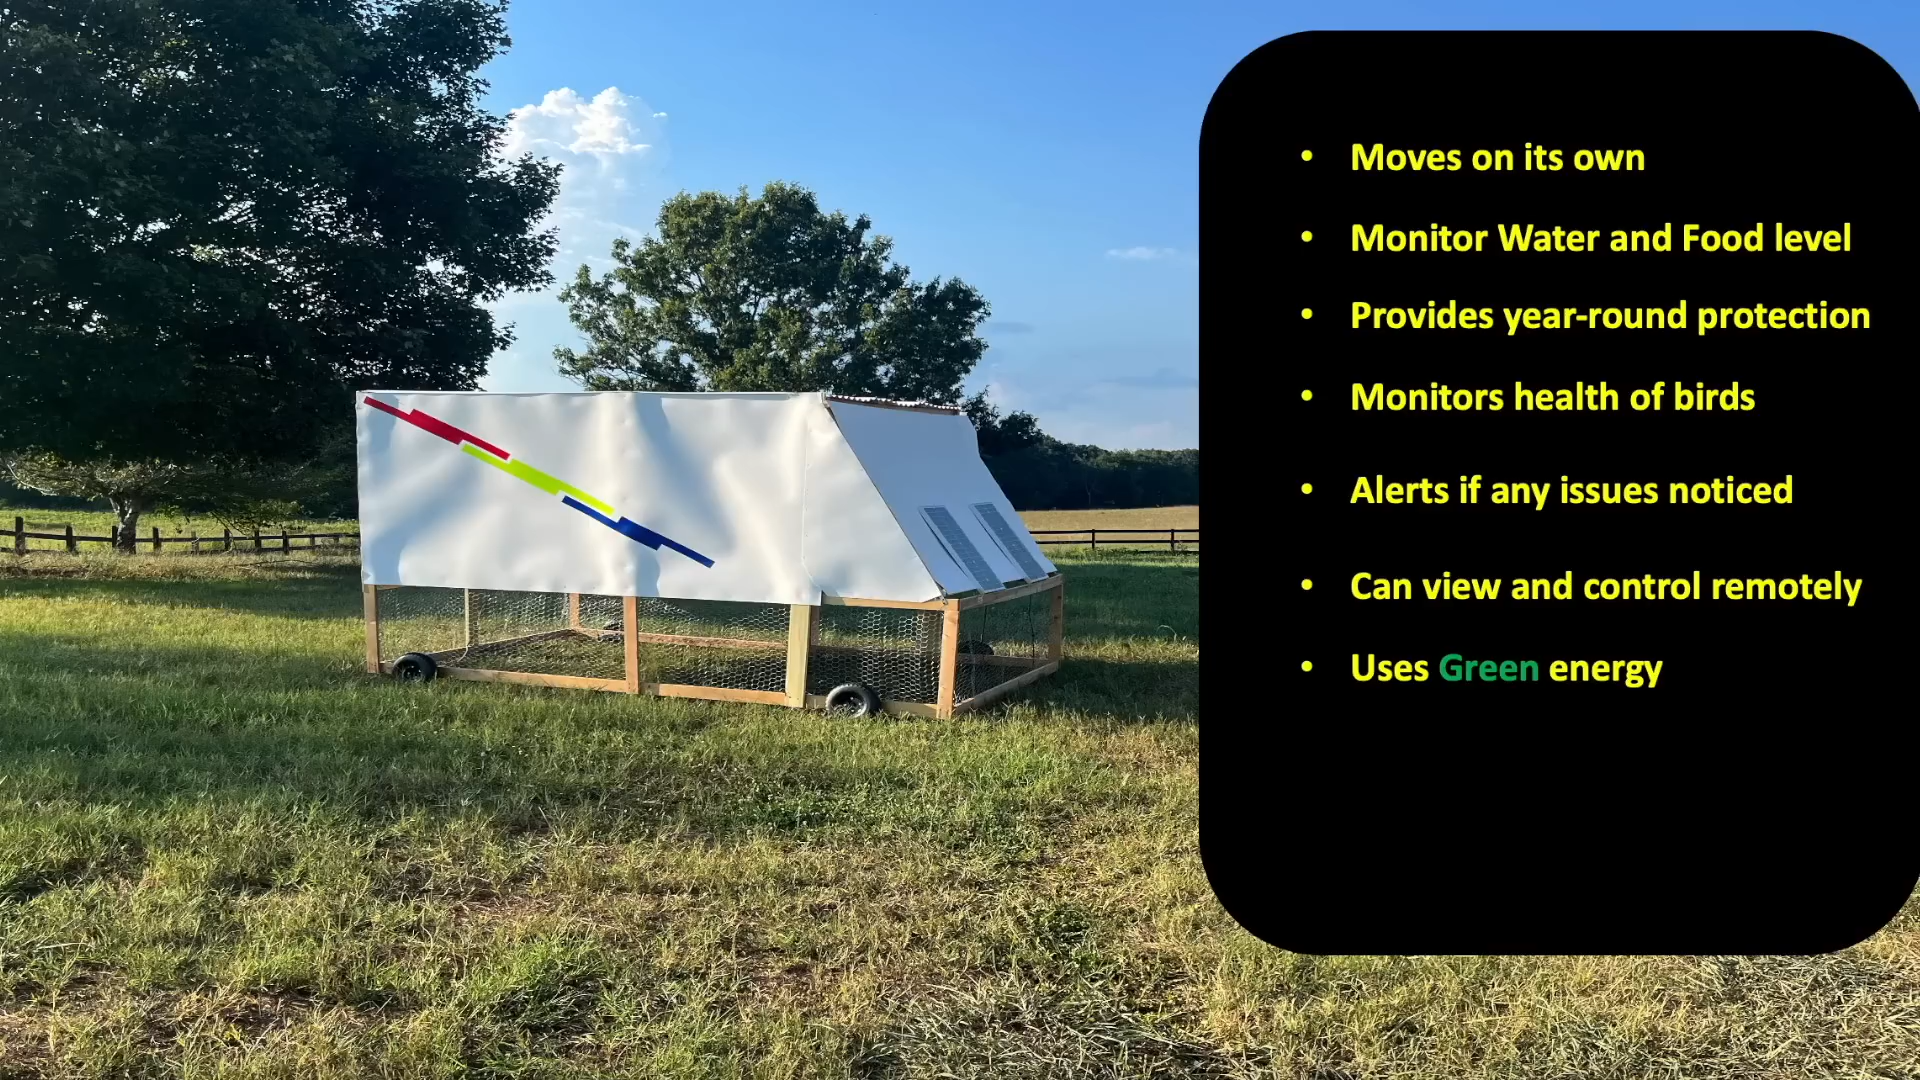 • Moves on its own
• Monitor Water and Food level
• Provides year-round protection
• Monitors health of birds
• Alerts if any issues noticed
• Can view and control remotely
• Uses Green energy